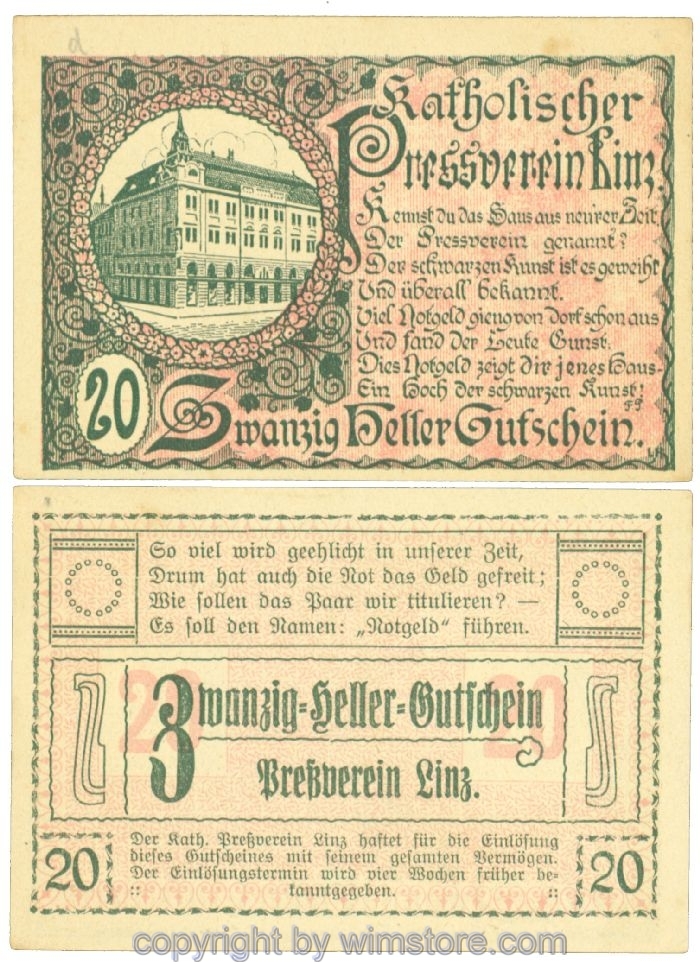 d
Katholischer
Pressverein Linz.
Kennst du das Haus aus neu'rer Zeit
Der Pressverein genannt?
Der schwarzen Kunst ist es geweiht
Und überall bekannt.
Viel Notgeld gieng von dort schon aus
Und fand der Leute Gunst.
Dies Notgeld zeigt dir jenes Haus-
Ein Hoch der schwarzen Kunst!
20
Zwanzig Heller Gutschein.
So viel wird geehlicht in unserer Zeit,
Drum hat auch die Not das Geld gefreit;
Wie sollen das Paar wir titulieren? —
Es soll den Namen: „Notgeld" führen.
20 20
Zwanzig=Heller=Gutschein
Preßverein Linz.
20
Der Kath. Preßverein Linz haftet für die Einlösung
dieses Gutscheines mit seinem gesamten Vermögen.
Der Einlösungstermin wird vier Wochen früher be-
:: kanntgegeben. ::
20
copyright by wimstore.com